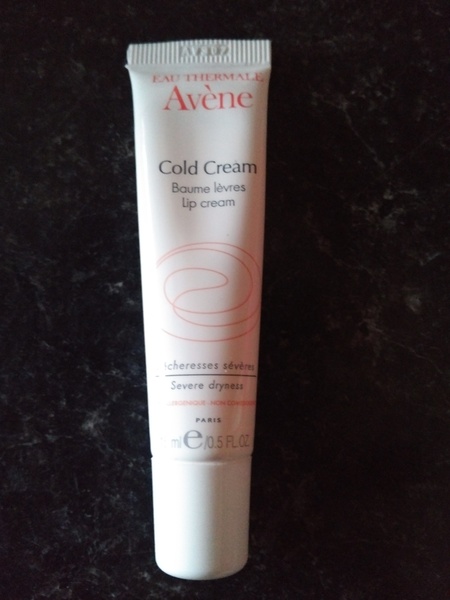 EAU THERMALE
Avène
Cold Cream
Baume lèvres
Lip cream
sévères
Severe dryness
PARIS
ml e/0.5 FL.OZ.